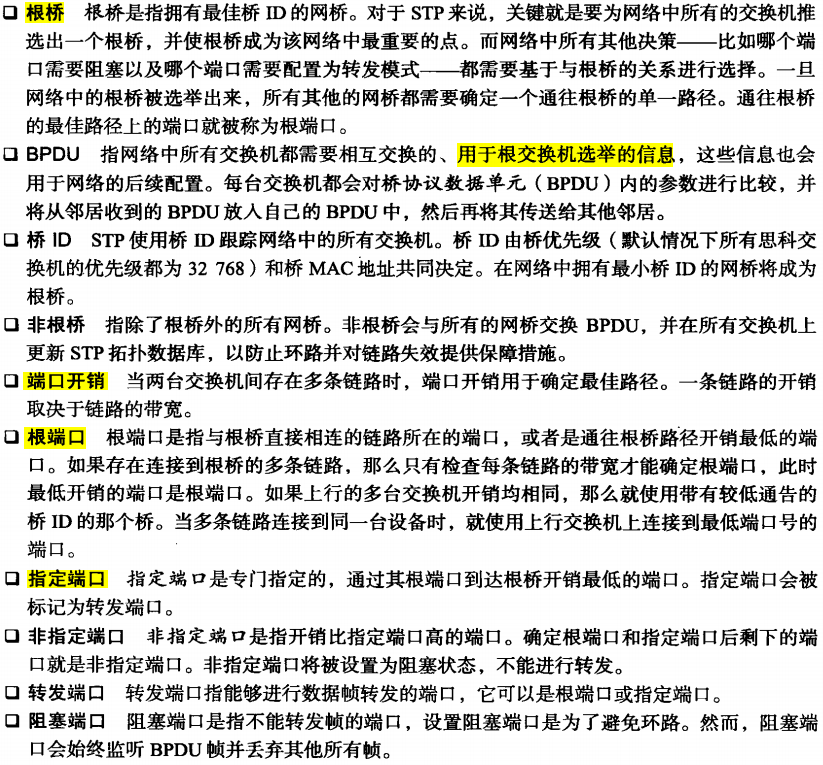 ❑ 根桥 根桥是指拥有最佳桥 ID 的网桥。对于 STP 来说，关键就是要为网络中所有的交换机推
选出一个根桥，并使根桥成为该网络中最重要的点。而网络中所有其他决策——比如哪个端
口需要阻塞以及哪个端口需要配置为转发模式——都需要基于与根桥的关系进行选择。一旦
网络中的根桥被选举出来，所有其他的网桥都需要确定一个通往根桥的单一路径。通往根桥
的最佳路径上的端口就被称为根端口。
❑ BPDU 指网络中所有交换机都需要相互交换的、用于根交换机选举的信息，这些信息也会
用于网络的后续配置。每台交换机都会对桥协议数据单元（BPDU）内的参数进行比较，并
将从邻居收到的 BPDU 放入自己的 BPDU 中，然后再将其传送给其他邻居。
❑ 桥 ID STP 使用桥 ID 跟踪网络中的所有交换机。桥 ID 由桥优先级（默认情况下所有思科交
换机的优先级都为 32 768）和桥 MAC 地址共同决定。在网络中拥有最小桥 ID 的网桥将成为
根桥。
❑ 非根桥 指除了根桥外的所有网桥。非根桥会与所有的网桥交换 BPDU，并在所有交换机上
更新 STP 拓扑数据库，以防止环路并对链路失效提供保障措施。
❑ 端口开销 当两台交换机间存在多条链路时，端口开销用于确定最佳路径。一条链路的开销
取决于链路的带宽。
❑ 根端口 根端口是指与根桥直接相连的链路所在的端口，或者是通往根桥路径开销最低的端
口。如果存在连接到根桥的多条链路，那么只有检查每条链路的带宽才能确定根端口，此时
最低开销的端口是根端口。如果上行的多台交换机开销均相同，那么就使用带有较低通告的
桥 ID 的那个桥。当多条链路连接到同一台设备时，就使用上行交换机上连接到最低端口号的
端口。
❑ 指定端口 指定端口是专门指定的，通过其根端口到达根桥开销最低的端口。指定端口会被
标记为转发端口。
❑ 非指定端口 非指定端口是指开销比指定端口高的端口。确定根端口和指定端口后剩下的端
口就是非指定端口。非指定端口将被设置为阻塞状态，不能进行转发。
❑ 转发端口 转发端口指能够进行数据帧转发的端口，它可以是根端口或指定端口。
❑ 阻塞端口 阻塞端口是指不能转发帧的端口，设置阻塞端口是为了避免环路。然而，阻塞端
口会始终监听 BPDU 帧并丢弃其他所有帧。